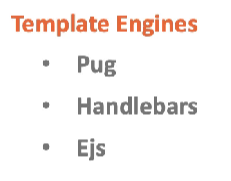 Template Engines
• Pug
• Handlebars
• Ejs